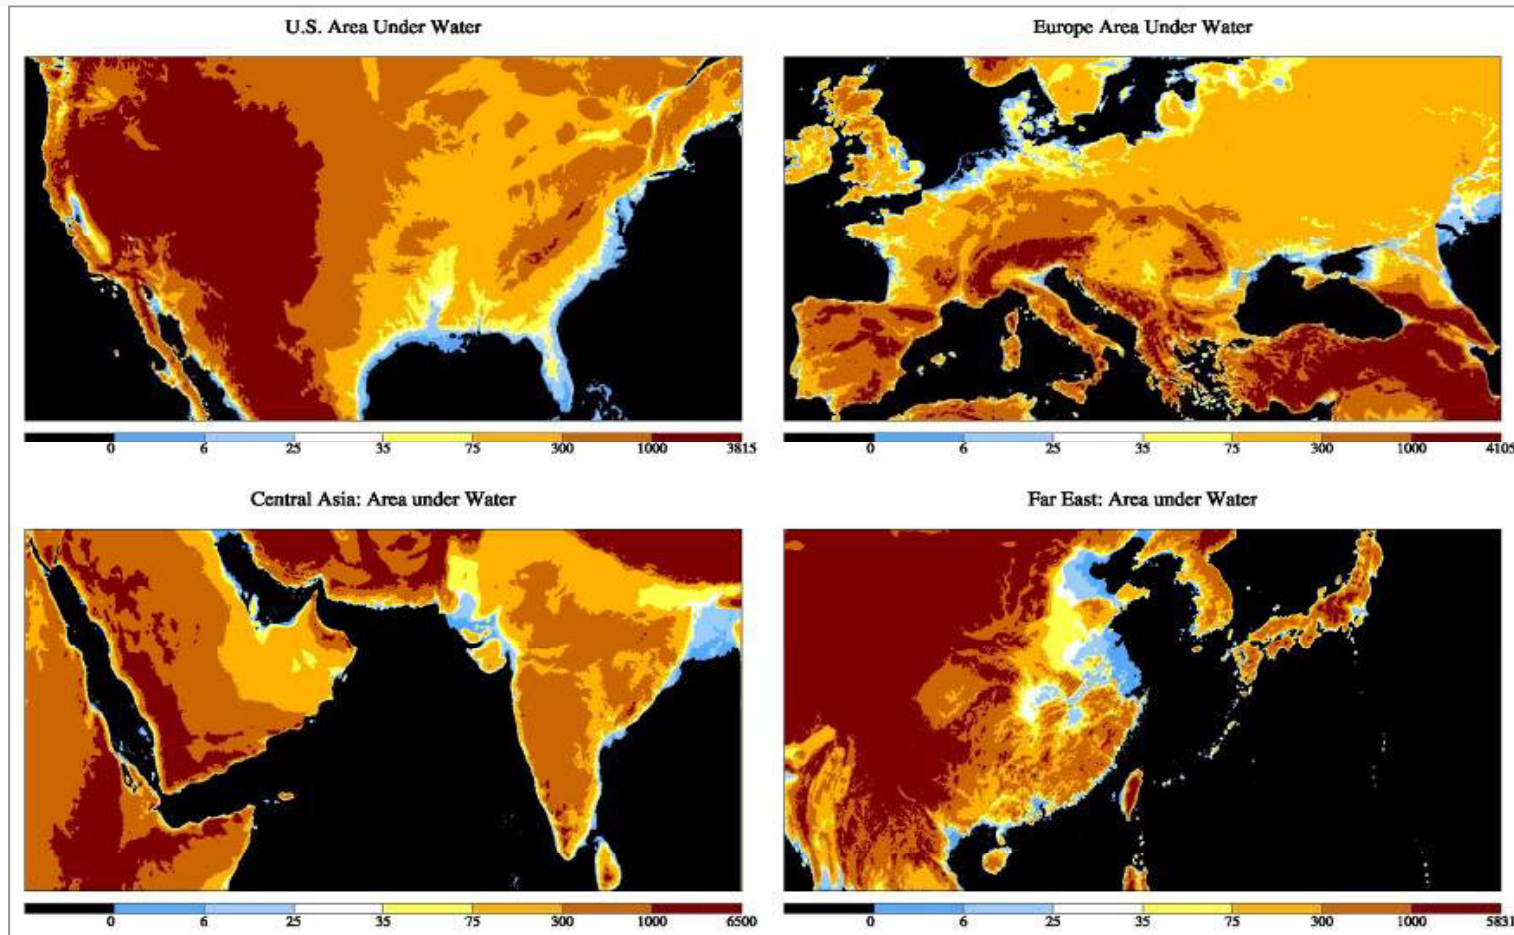 U.S. Area Under Water
0 6 25 35 75 300 1000 3815
Europe Area Under Water
0 6 25 35 75 300 1000 4105
Central Asia: Area under Water
0 6 25 35 75 300 1000 6500
Far East: Area under Water
0 6 25 35 75 300 1000 5831